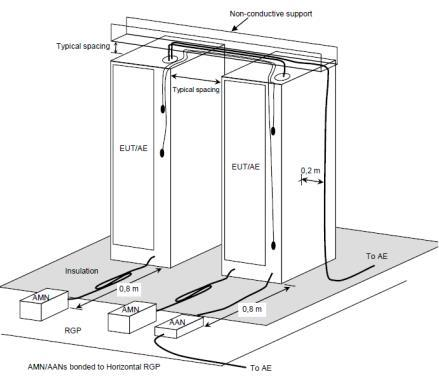 Non-conductive support
Typical spacing
Typical spacing
EUT/AE
EUT/AE
0,2 m
To AE
Insulation
0,8 m
AMN
AMN
0,8 m
AAN
RGP
AMN/AANs bonded to Horizontal RGP
To AE